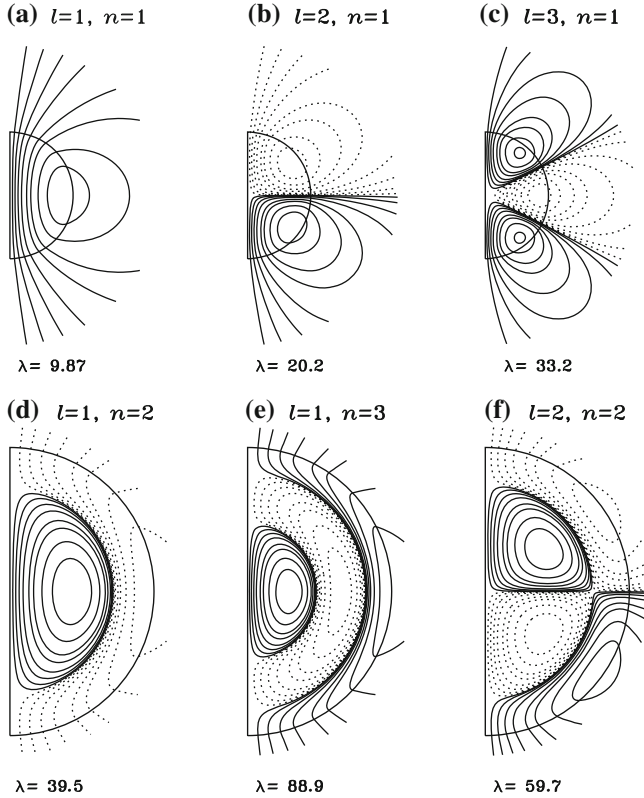 (a) l=1, n=1
(b) l=2, n=1
(c) l=3, n=1
λ= 9.87
λ= 20.2
λ= 33.2
(d) l=1, n=2
(e) l=1, n=3
(f) l=2, n=2
λ= 39.5
λ= 88.9
λ= 59.7